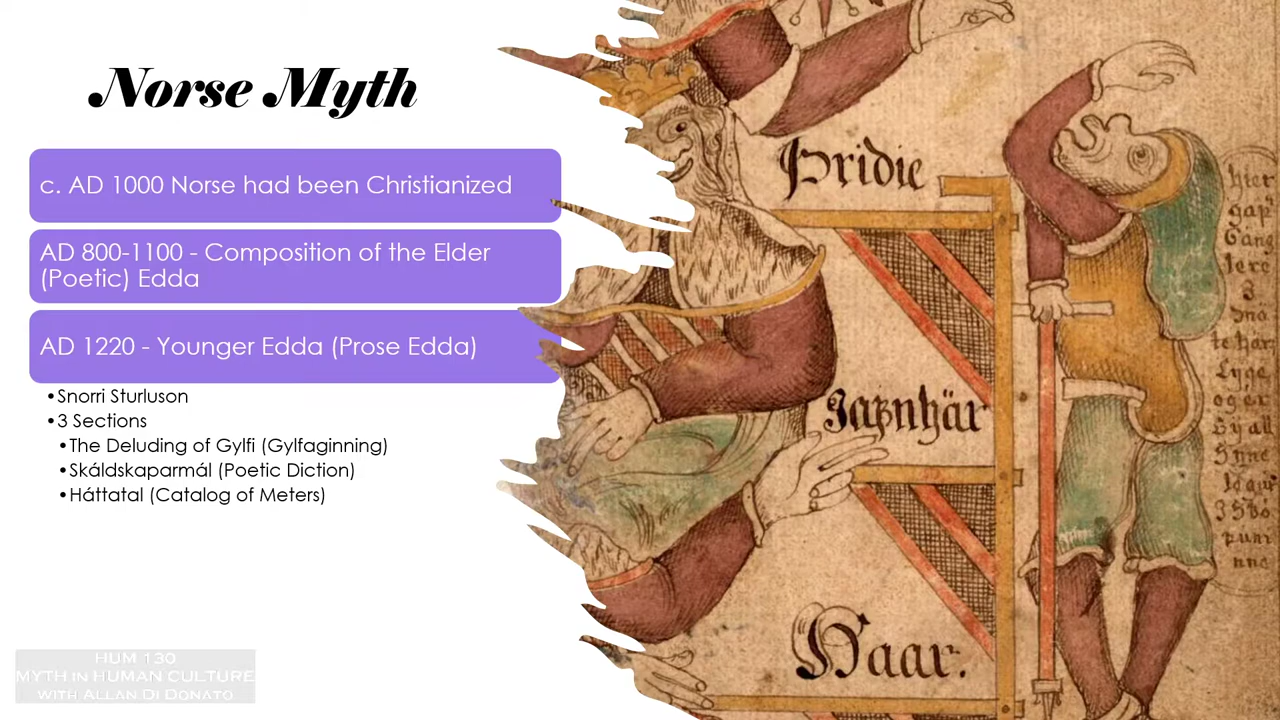 Norse Myth
c. AD 1000 Norse had been Christianized
AD 800-1100 - Composition of the Elder
(Poetic) Edda
AD 1220 - Younger Edda (Prose Edda)
•Snorri Sturluson
•3 Sections
•The Deluding of Gylfi (Gylfaginning)
•Skáldskaparmál (Poetic Diction)
•Háttatal (Catalog of Meters)
HUM 130
MYTH IN HUMAN CULTURE
WITH ALLAN DI DONATO
Þridie
Jafnhär
Haar.
hier